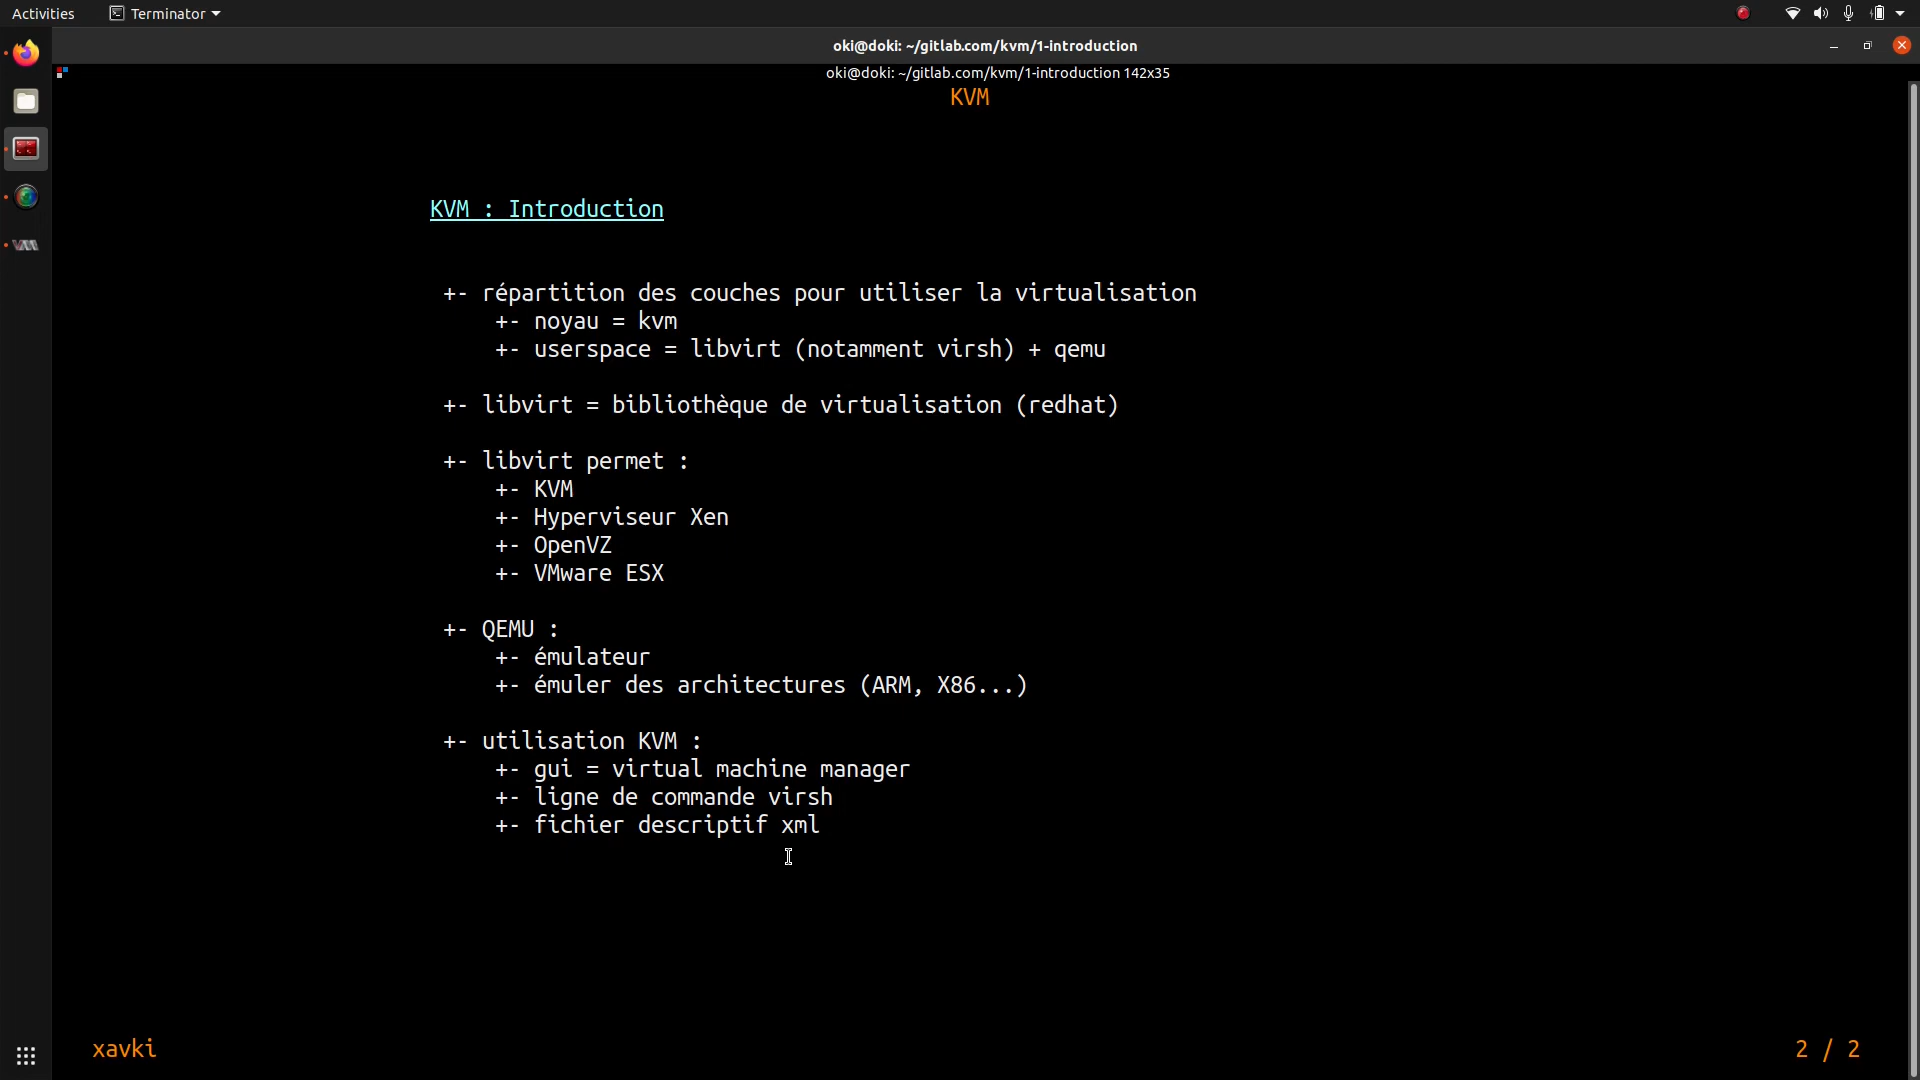 Activities
Terminator
oki@doki: ~/gitlab.com/kvm/1-introduction
oki@doki: ~/gitlab.com/kvm/1-introduction 142x35
KVM
KVM : Introduction
+- répartition des couches pour utiliser la virtualisation
+- noyau = kvm
+- userspace = libvirt (notamment virsh) + qemu
+- libvirt = bibliothèque de virtualisation (redhat)
+- libvirt permet :
+- KVM
+- Hyperviseur Xen
+- OpenVZ
+- VMware ESX
+- QEMU :
+- émulateur
+- émuler des architectures (ARM, X86...)
+- utilisation KVM :
+- gui = virtual machine manager
+- ligne de commande virsh
+- fichier descriptif xml
xavki
2 / 2